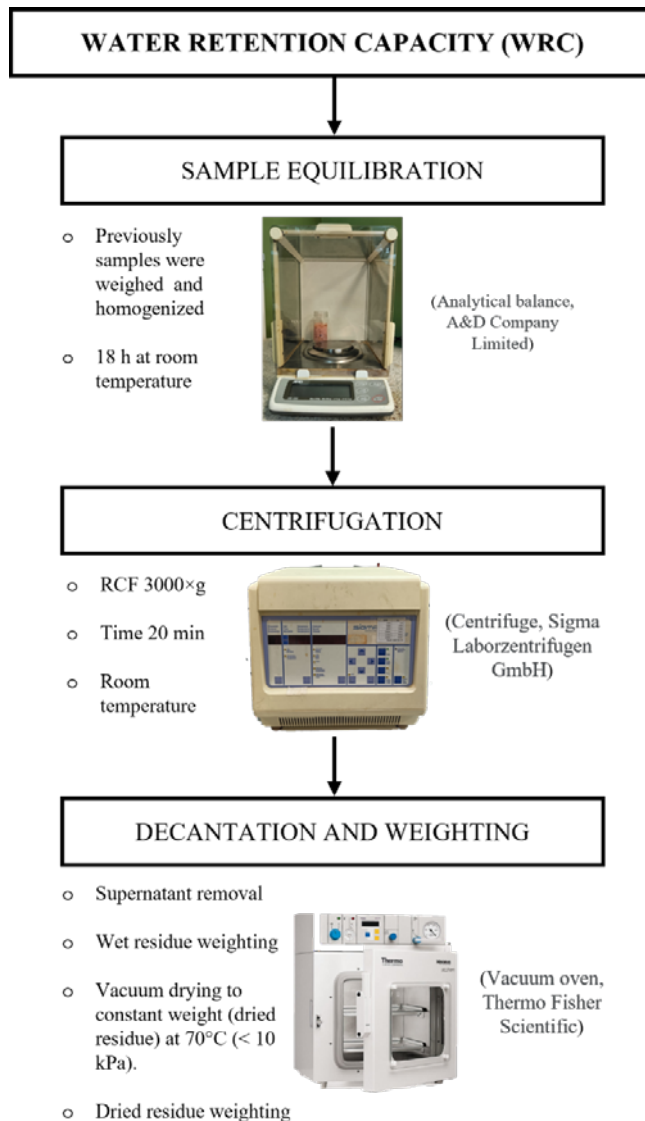 WATER RETENTION CAPACITY (WRC)
SAMPLE EQUILIBRATION
o Previously
samples were
weighed and
homogenized
o 18 h at room
temperature
(Analytical balance,
A&D Company
Limited)
CENTRIFUGATION
o RCF 3000×g
o Time 20 min
o Room
temperature
(Centrifuge, Sigma
Laborzentrifugen
GmbH)
DECANTATION AND WEIGHTING
o Supernatant removal
o Wet residue weighting
o Vacuum drying to
constant weight (dried
residue) at 70°C (< 10
kPa).
o Dried residue weighting
Thermo
(Vacuum oven,
Thermo Fisher
Scientific)